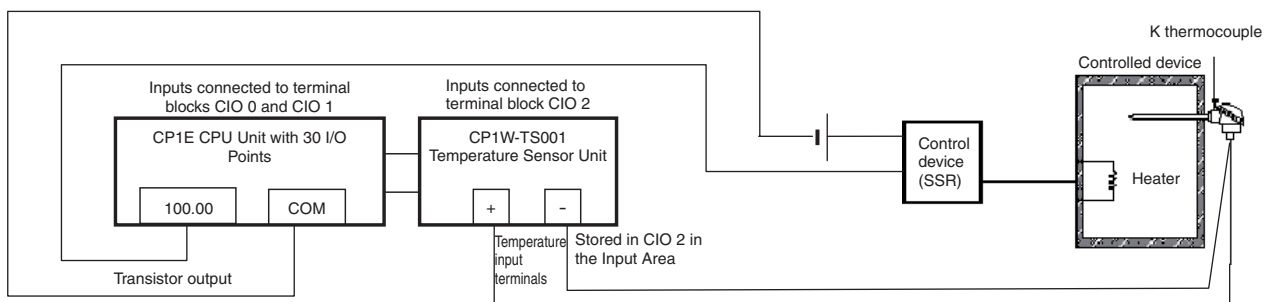 K thermocouple
Controlled device
Inputs connected to terminal
blocks CIO 0 and CIO 1
Inputs connected to
terminal block CIO 2
CP1E CPU Unit with 30 I/O
Points
CP1W-TS001
Temperature Sensor Unit
Control
device
(SSR)
Heater
100.00
COM
+
−
Temperature
input
terminals
Stored in CIO 2 in
the Input Area
Transistor output